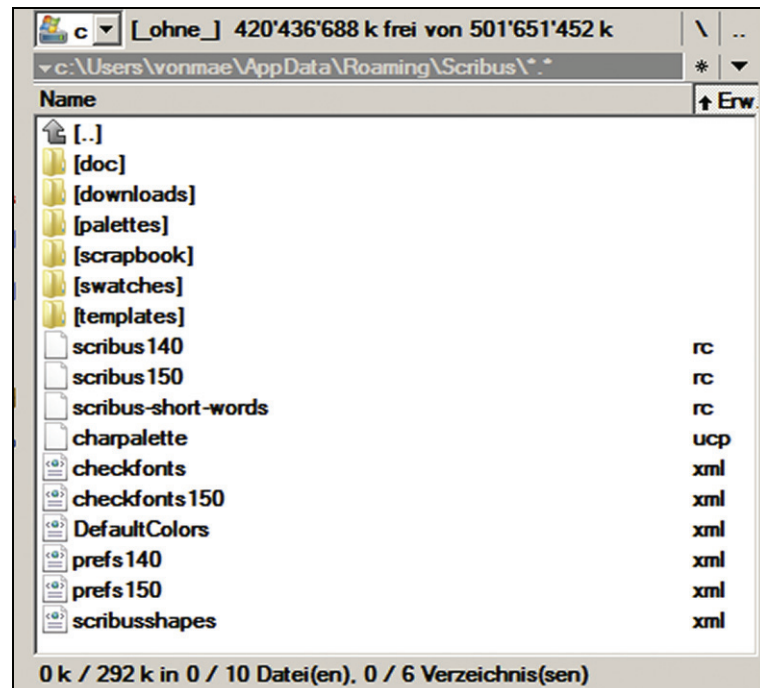 c [_ohne_] 420'436'688 k frei von 501'651'452 k \ ..
c:\Users\vonmae\AppData\Roaming\Scribus\*.* * 
Name Erw.
[..]
[doc]
[downloads]
[palettes]
[scrapbook]
[swatches]
[templates]
scribus140 rc
scribus150 rc
scribus-short-words rc
charpalette ucp
checkfonts xml
checkfonts150 xml
DefaultColors xml
prefs140 xml
prefs150 xml
scribusshapes xml
0 k / 292 k in 0 / 10 Datei(en), 0 / 6 Verzeichnis(sen)